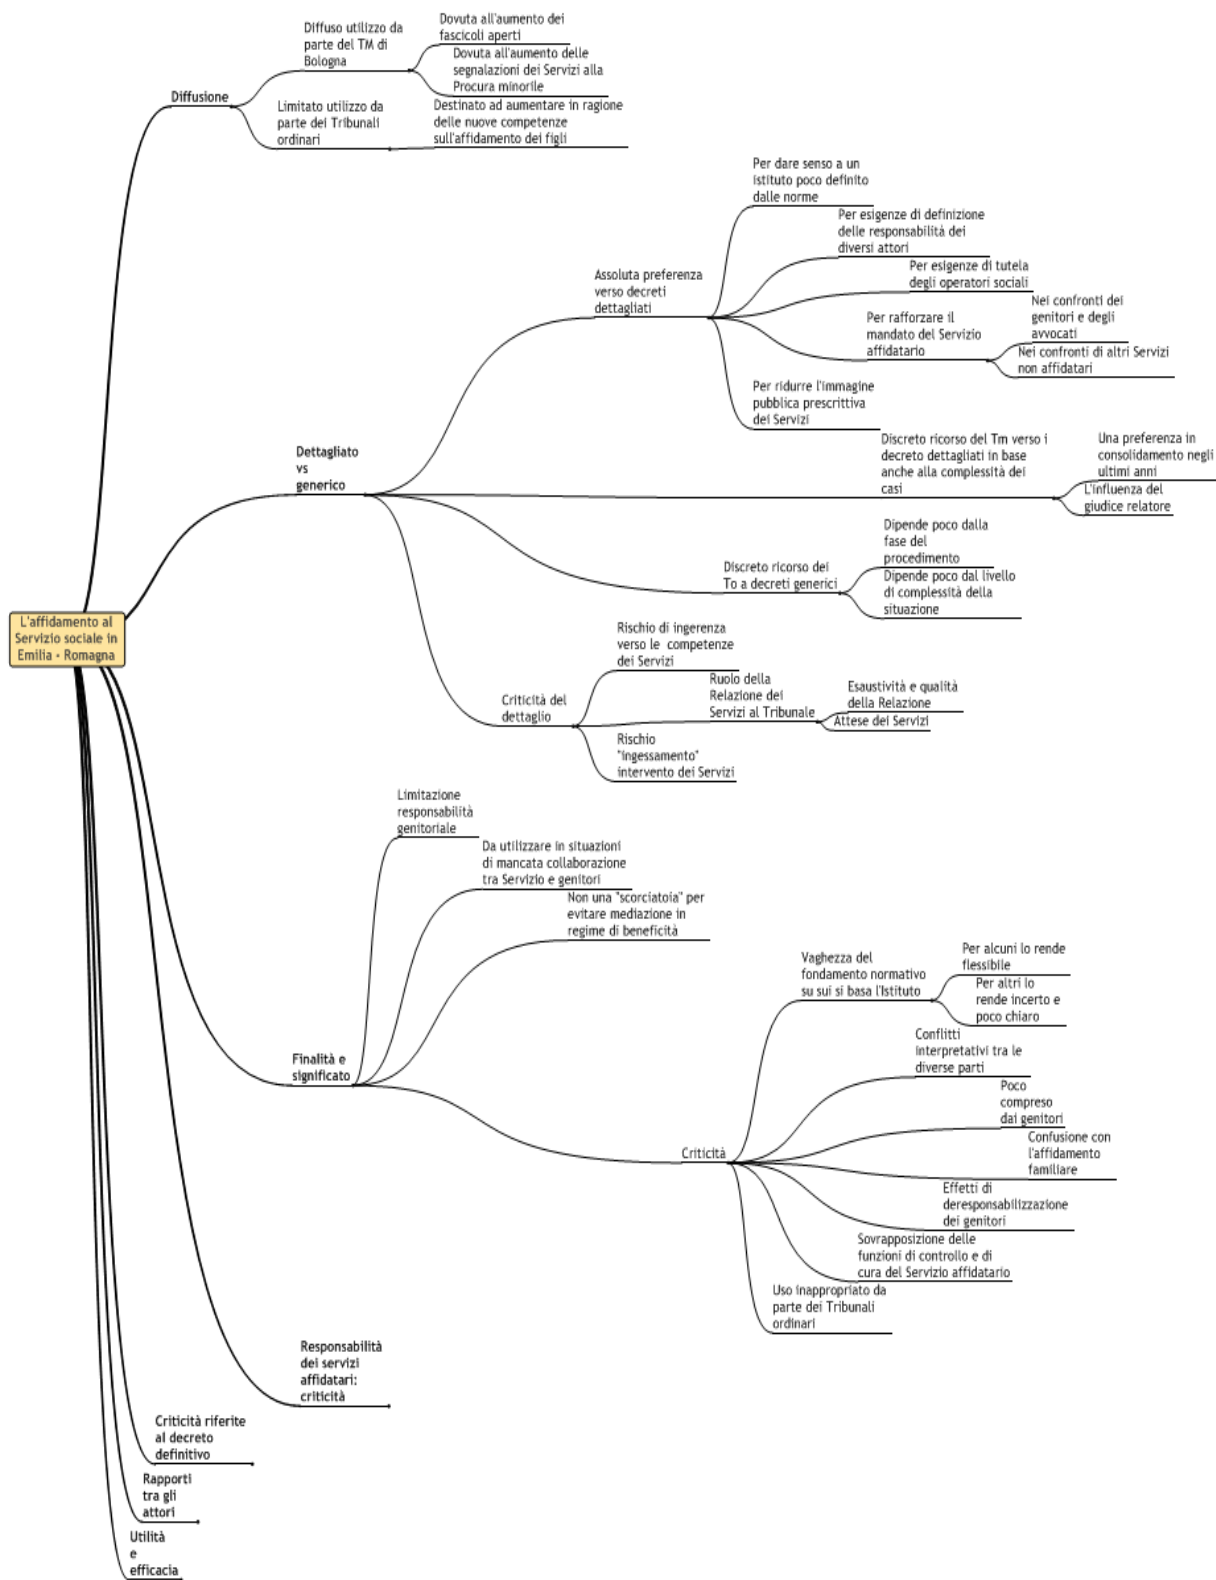 L'affidamento al
Servizio sociale in
Emilia - Romagna
Diffusione
Diffuso utilizzo da
parte del TM di
Bologna
Dovuta all'aumento dei
fascicoli aperti
Dovuta all'aumento delle
segnalazioni dei Servizi alla
Procura minorile
Limitato utilizzo da
parte dei Tribunali
ordinari
Destinato ad aumentare in ragione
delle nuove competenze
sull'affidamento dei figli
Dettagliato
vs
generico
Assoluta preferenza
verso decreti
dettagliati
Per dare senso a un
istituto poco definito
dalle norme
Per esigenze di definizione
delle responsabilità dei
diversi attori
Per esigenze di tutela
degli operatori sociali
Per rafforzare il
mandato del Servizio
affidatario
Nei confronti dei
genitori e degli
avvocati
Nei confronti di altri Servizi
non affidatari
Per ridurre l'immagine
pubblica prescrittiva
dei Servizi
Discreto ricorso del Tm verso i
decreto dettagliati in base
anche alla complessità dei
casi
Una preferenza in
consolidamento negli
ultimi anni
L'influenza del
giudice relatore
Discreto ricorso dei
To a decreti generici
Dipende poco dalla
fase del
procedimento
Dipende poco dal livello
di complessità della
situazione
Criticità del
dettaglio
Rischio di ingerenza
verso le competenze
dei Servizi
Ruolo della
Relazione dei
Servizi al Tribunale
Esaustività e qualità
della Relazione
Attese dei Servizi
Rischio
"ingessamento"
intervento dei Servizi
Finalità e
significato
Limitazione
responsabilità
genitoriale
Da utilizzare in situazioni
di mancata collaborazione
tra Servizio e genitori
Non una "scorciatoia" per
evitare mediazione in
regime di beneficità
Criticità
Vaghezza del
fondamento normativo
su sui si basa l'Istituto
Per alcuni lo rende
flessibile
Per altri lo
rende incerto e
poco chiaro
Conflitti
interpretativi tra le
diverse parti
Poco
compreso
dai genitori
Confusione con
l'affidamento
familiare
Effetti di
deresponsabilizzazione
dei genitori
Sovrapposizione delle
funzioni di controllo e di
cura del Servizio affidatario
Uso inappropriato da
parte dei Tribunali
ordinari
Responsabilità
dei servizi
affidatari:
criticità
Criticità riferite
al decreto
definitivo
Rapporti
tra gli
attori
Utilità
e
efficacia